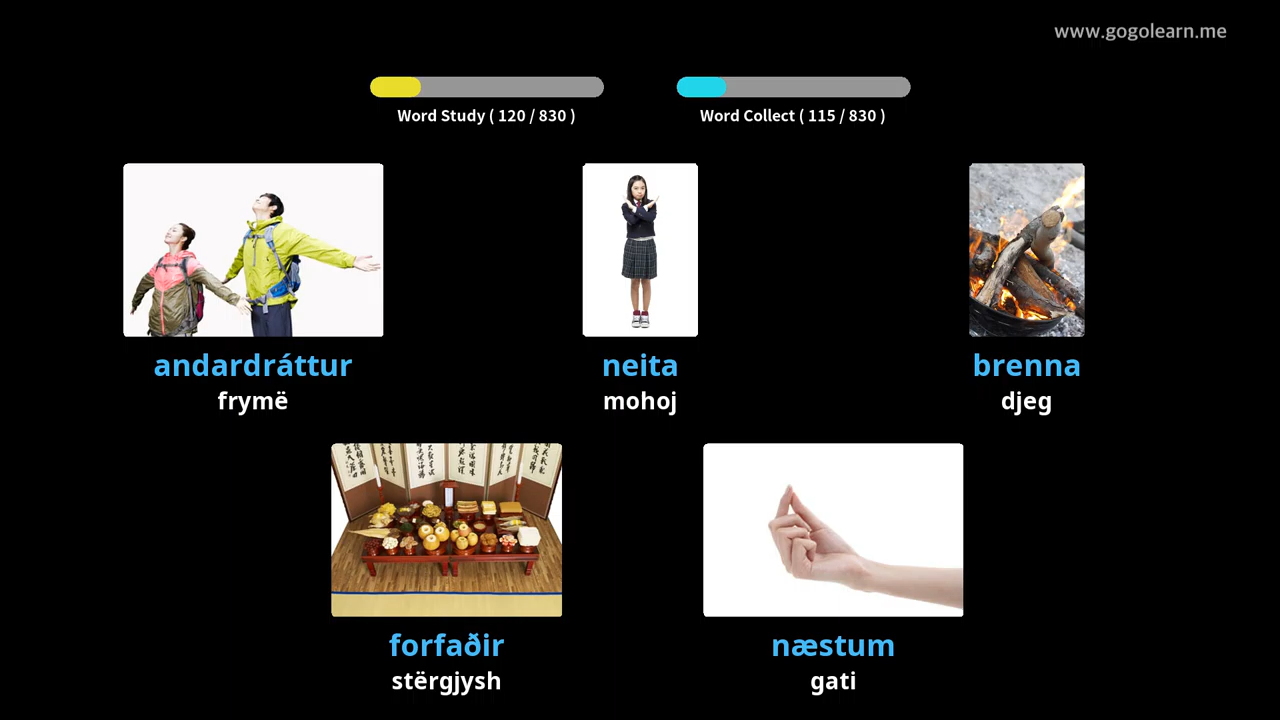 www.gogolearn.me
Word Study ( 120 / 830 )
Word Collect ( 115 / 830 )
andardráttur
frymë
neita
mohoj
brenna
djeg
forfaðir
stërgjysh
næstum
gati